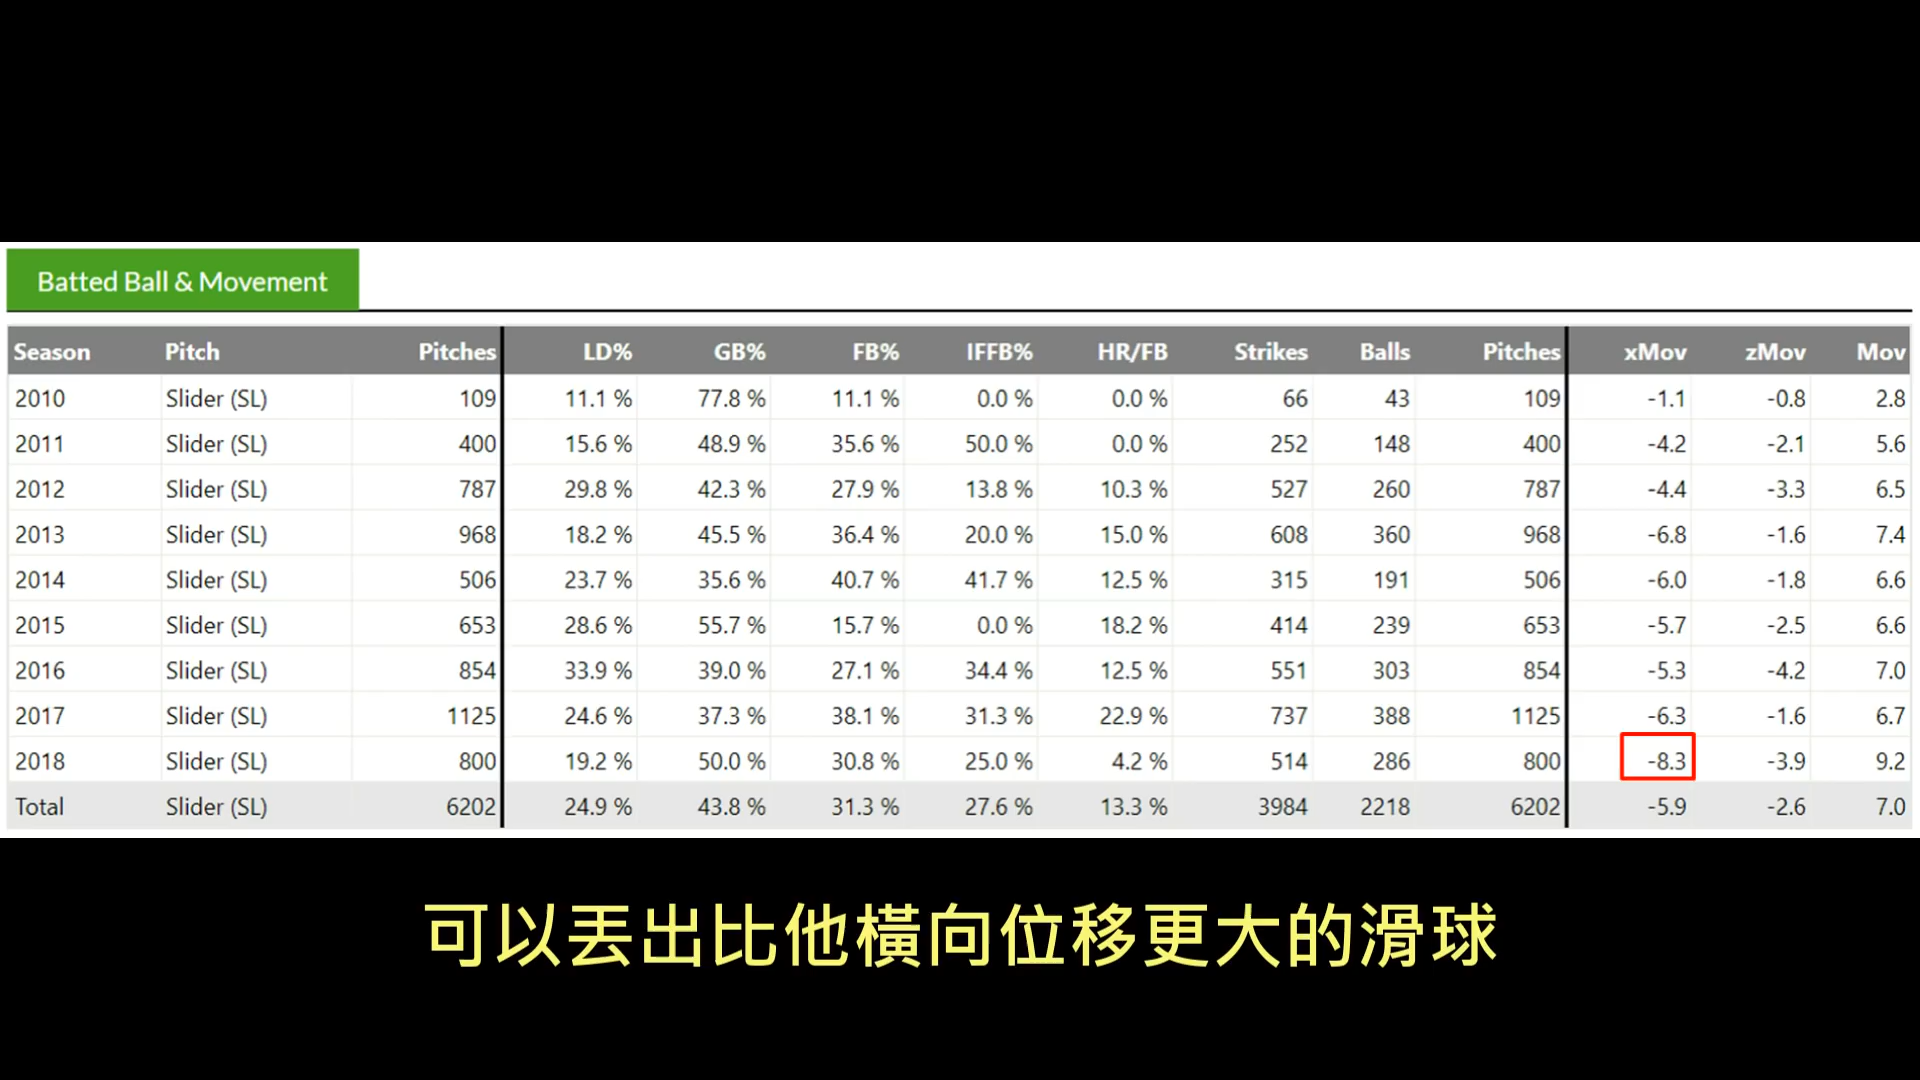 Batted Ball & Movement
Season Pitch Pitches LD% GB% FB% IFFB% HR/FB Strikes Balls Pitches xMov zMov Mov
2010 Slider (SL) 109 11.1 % 77.8 % 11.1 % 0.0 % 0.0 % 66 43 109 -1.1 -0.8 2.8
2011 Slider (SL) 400 15.6 % 48.9 % 35.6 % 50.0 % 0.0 % 252 148 400 -4.2 -2.1 5.6
2012 Slider (SL) 787 29.8 % 42.3 % 27.9 % 13.8 % 10.3 % 527 260 787 -4.4 -3.3 6.5
2013 Slider (SL) 968 18.2 % 45.5 % 36.4 % 20.0 % 15.0 % 608 360 968 -6.8 -1.6 7.4
2014 Slider (SL) 506 23.7 % 35.6 % 40.7 % 41.7 % 12.5 % 315 191 506 -6.0 -1.8 6.6
2015 Slider (SL) 653 28.6 % 55.7 % 15.7 % 0.0 % 18.2 % 414 239 653 -5.7 -2.5 6.6
2016 Slider (SL) 854 33.9 % 39.0 % 27.1 % 34.4 % 12.5 % 551 303 854 -5.3 -4.2 7.0
2017 Slider (SL) 1125 24.6 % 37.3 % 38.1 % 31.3 % 22.9 % 737 388 1125 -6.3 -1.6 6.7
2018 Slider (SL) 800 19.2 % 50.0 % 30.8 % 25.0 % 4.2 % 514 286 800 -8.3 -3.9 9.2
Total Slider (SL) 6202 24.9 % 43.8 % 31.3 % 27.6 % 13.3 % 3984 2218 6202 -5.9 -2.6 7.0
可以丟出比他橫向位移更大的滑球